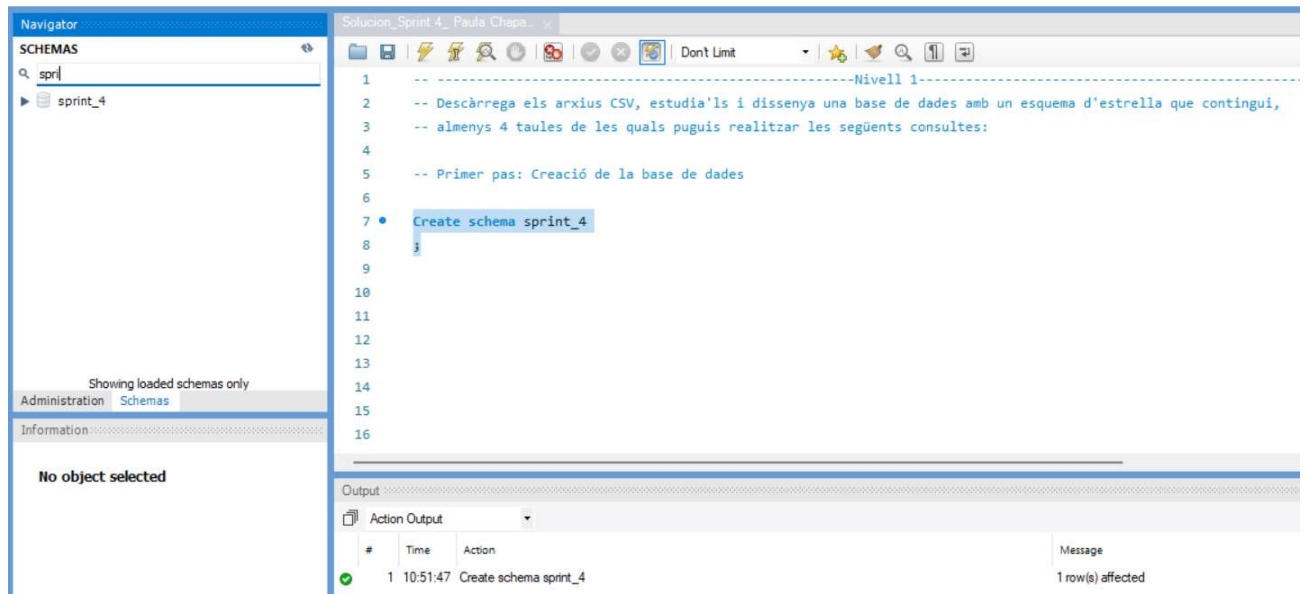 Navigator
SCHEMAS
spri
sprint_4
Showing loaded schemas only
Administration Schemas
Information
No object selected
Solucion_Sprint 4_ Paula Chapa...
Don't Limit
1 -- ------------------------------------------------------Nivell 1--------------------------------------------------
2 -- Descàrrega els arxius CSV, estudia'ls i dissenya una base de dades amb un esquema d'estrella que contingui,
3 -- almenys 4 taules de les quals puguis realitzar les següents consultes:
4
5 -- Primer pas: Creació de la base de dades
6
7 Create schema sprint_4
8 ;
9
10
11
12
13
14
15
16
Output
Action Output
# Time Action Message
1 10:51:47 Create schema sprint_4 1 row(s) affected